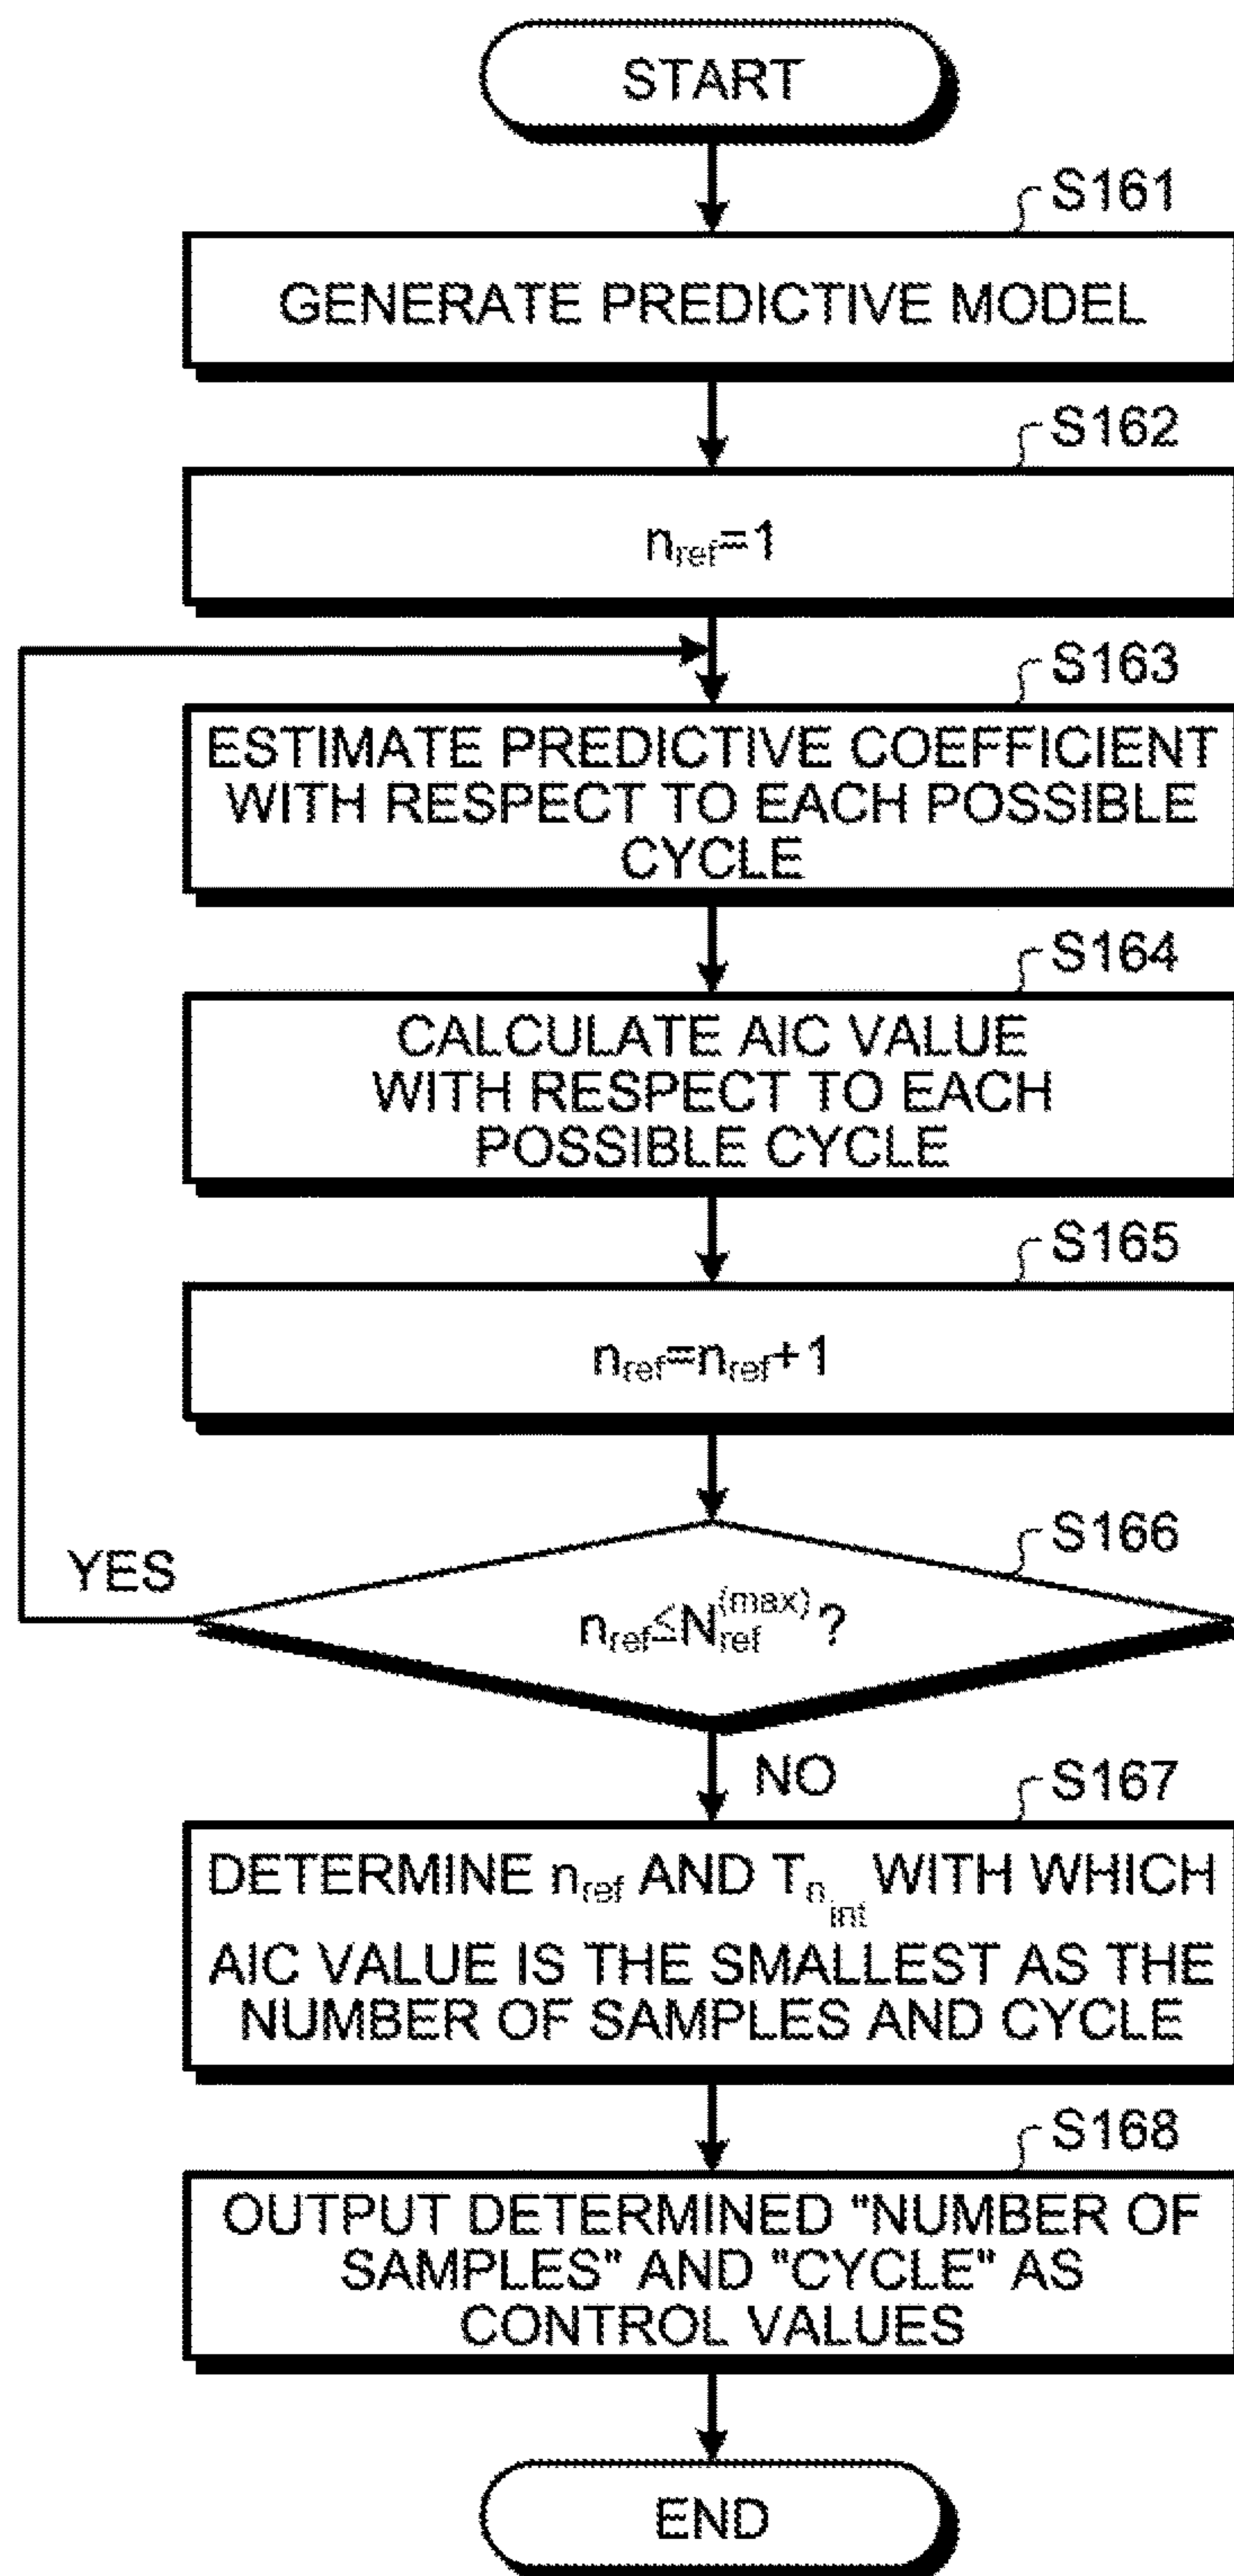 START
S161
GENERATE PREDICTIVE MODEL
S162
n_ref=1
S163
ESTIMATE PREDICTIVE COEFFICIENT
WITH RESPECT TO EACH POSSIBLE
CYCLE
S164
CALCULATE AIC VALUE
WITH RESPECT TO EACH
POSSIBLE CYCLE
S165
n_ref=n_ref+1
S166
YES
n_ref≤N_ref^(max)?
NO
S167
DETERMINE n_ref AND T_n_int WITH WHICH
AIC VALUE IS THE SMALLEST AS THE
NUMBER OF SAMPLES AND CYCLE
S168
OUTPUT DETERMINED "NUMBER OF
SAMPLES" AND "CYCLE" AS
CONTROL VALUES
END